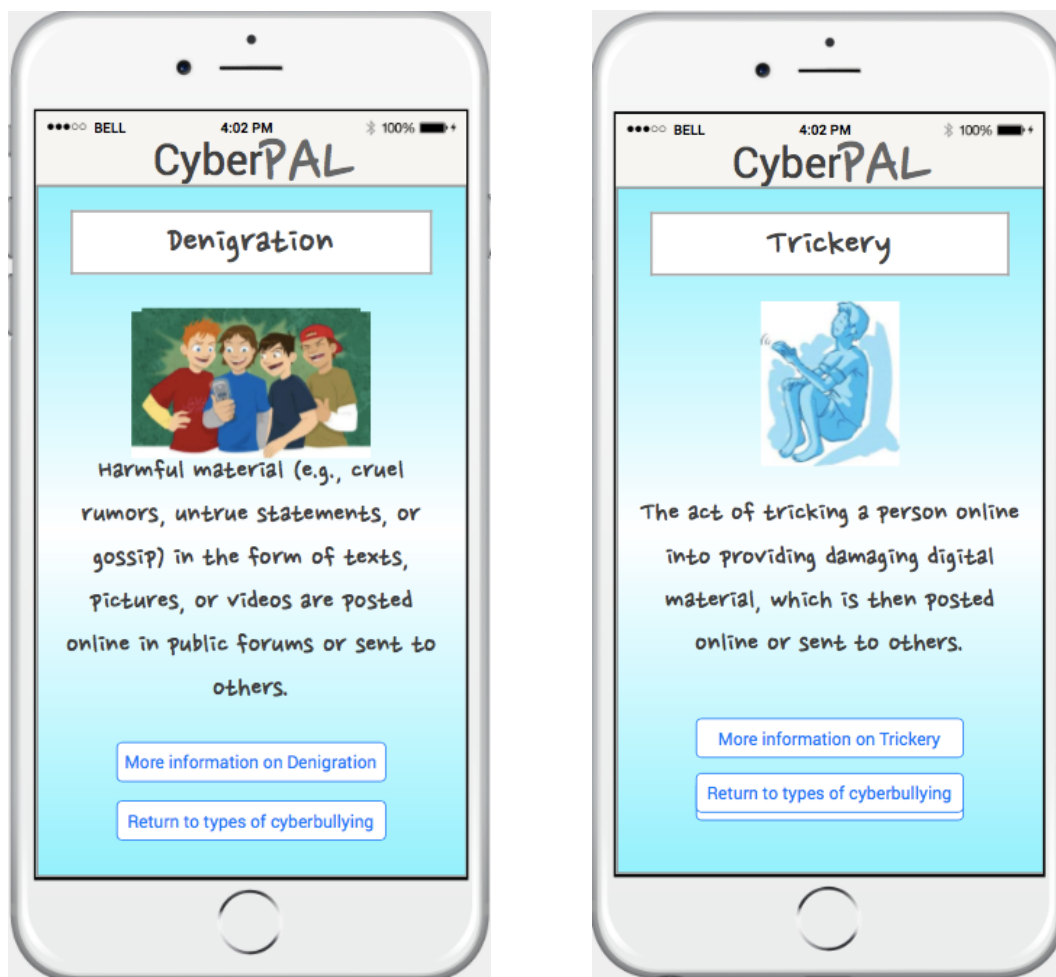 BELL 4:02 PM 100%
CyberPAL
Denigration
Harmful material (e.g., cruel
rumors, untrue statements, or
gossip) in the form of texts,
pictures, or videos are posted
online in public forums or sent to
others.
More information on Denigration
Return to types of cyberbullying
BELL 4:02 PM 100%
CyberPAL
Trickery
The act of tricking a person online
into providing damaging digital
material, which is then posted
online or sent to others.
More information on Trickery
Return to types of cyberbullying